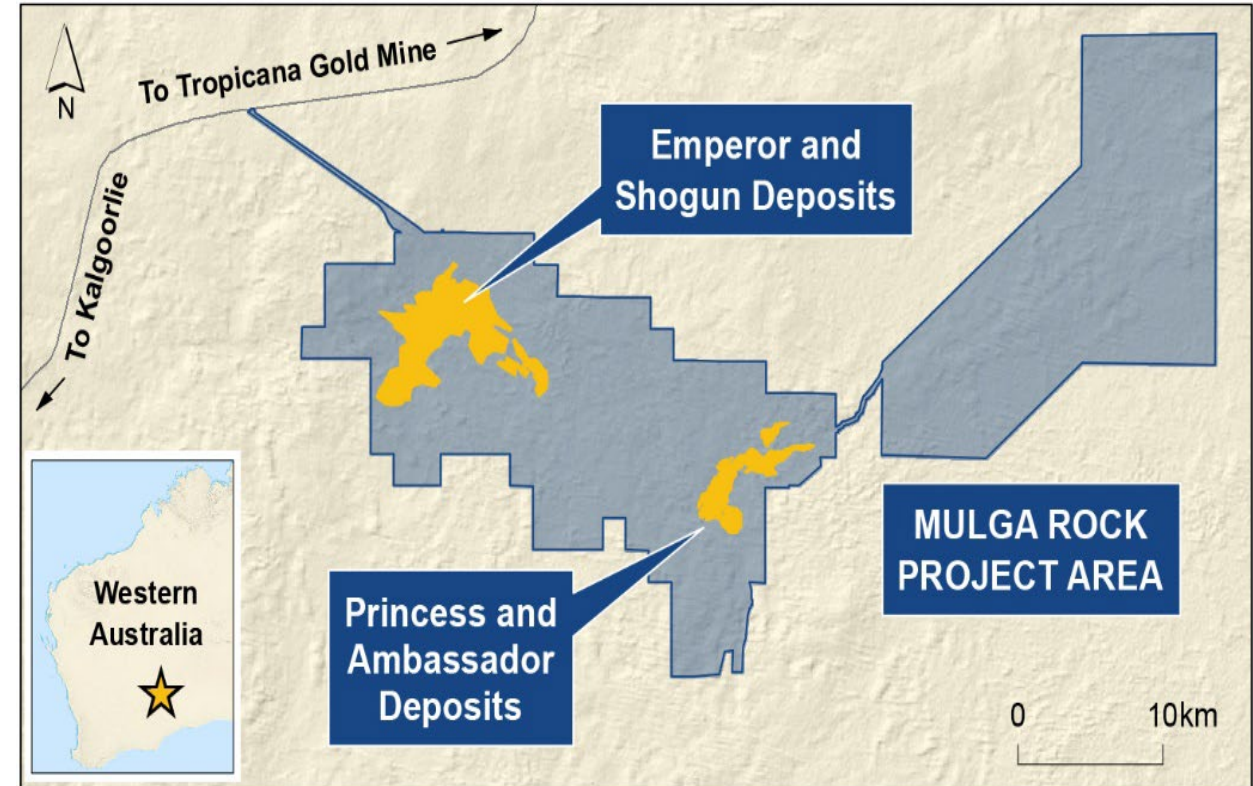 To Tropicana Gold Mine
N
To Kalgoorlie
Emperor and
Shogun Deposits
MULGA ROCK
PROJECT AREA
Princess and
Ambassador
Deposits
Western
Australia
0 10km